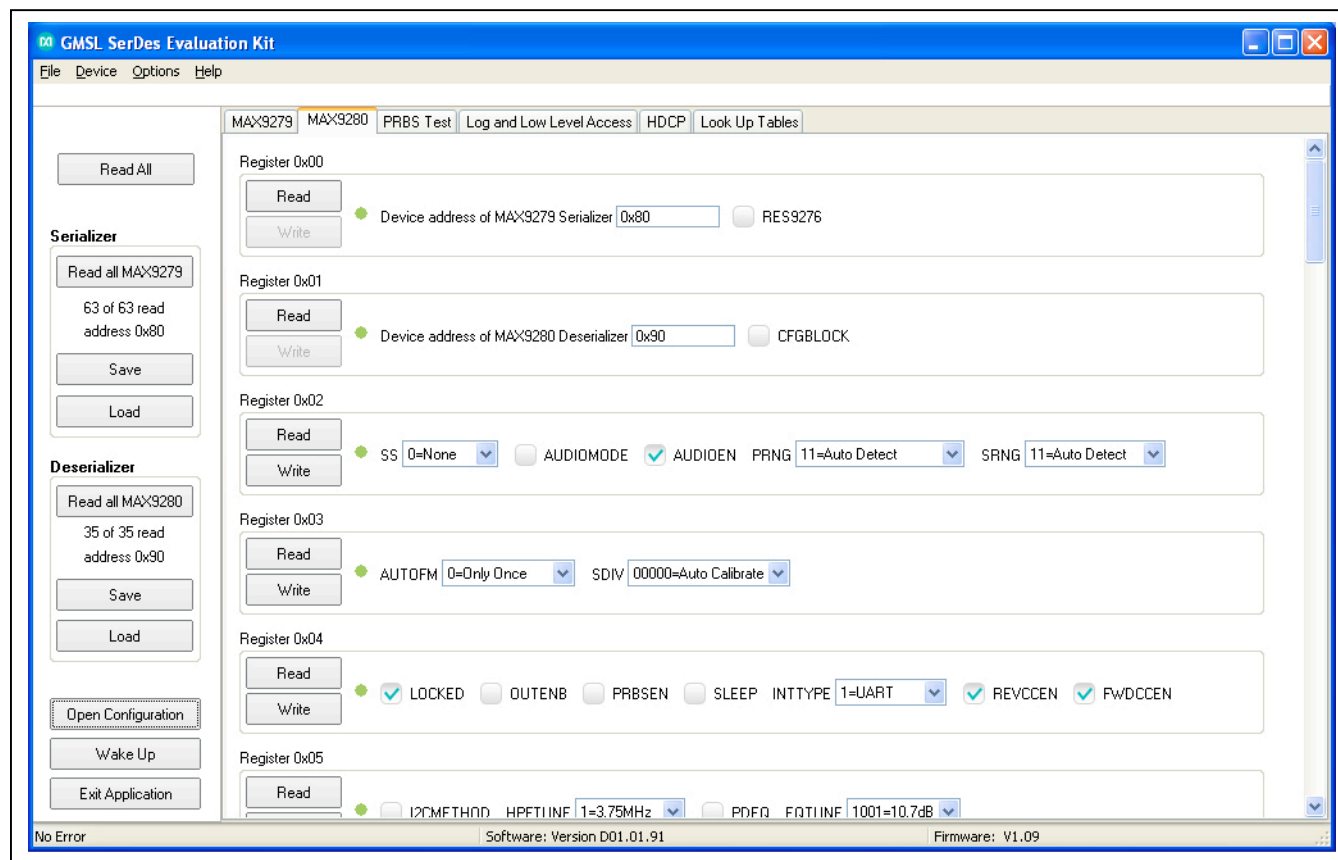 GMSL SerDes Evaluation Kit
File Device Options Help
MAX9279 MAX9280 PRBS Test Log and Low Level Access HDCP Look Up Tables
Read All
Serializer
Read all MAX9279
63 of 63 read
address 0x80
Save
Load
Deserializer
Read all MAX9280
35 of 35 read
address 0x90
Save
Load
Open Configuration
Wake Up
Exit Application
Register 0x00
Read
Write
Device address of MAX9279 Serializer 0x80 RES9276
Register 0x01
Read
Write
Device address of MAX9280 Deserializer 0x90 CFGBLOCK
Register 0x02
Read
Write
SS 0=None AUDIOMODE AUDIOEN PRNG 11=Auto Detect SRNG 11=Auto Detect
Register 0x03
Read
Write
AUTOFM 0=Only Once SDIV 00000=Auto Calibrate
Register 0x04
Read
Write
LOCKED OUTENB PRBSEN SLEEP INTTYPE 1=UART REVCCEN FWDCCEN
Register 0x05
Read
I2CMETHOD HPFTUNE 1=3.75MHz PDEQ EQTUNE 1001=10.7dB
No Error Software: Version D01.01.91 Firmware: V1.09